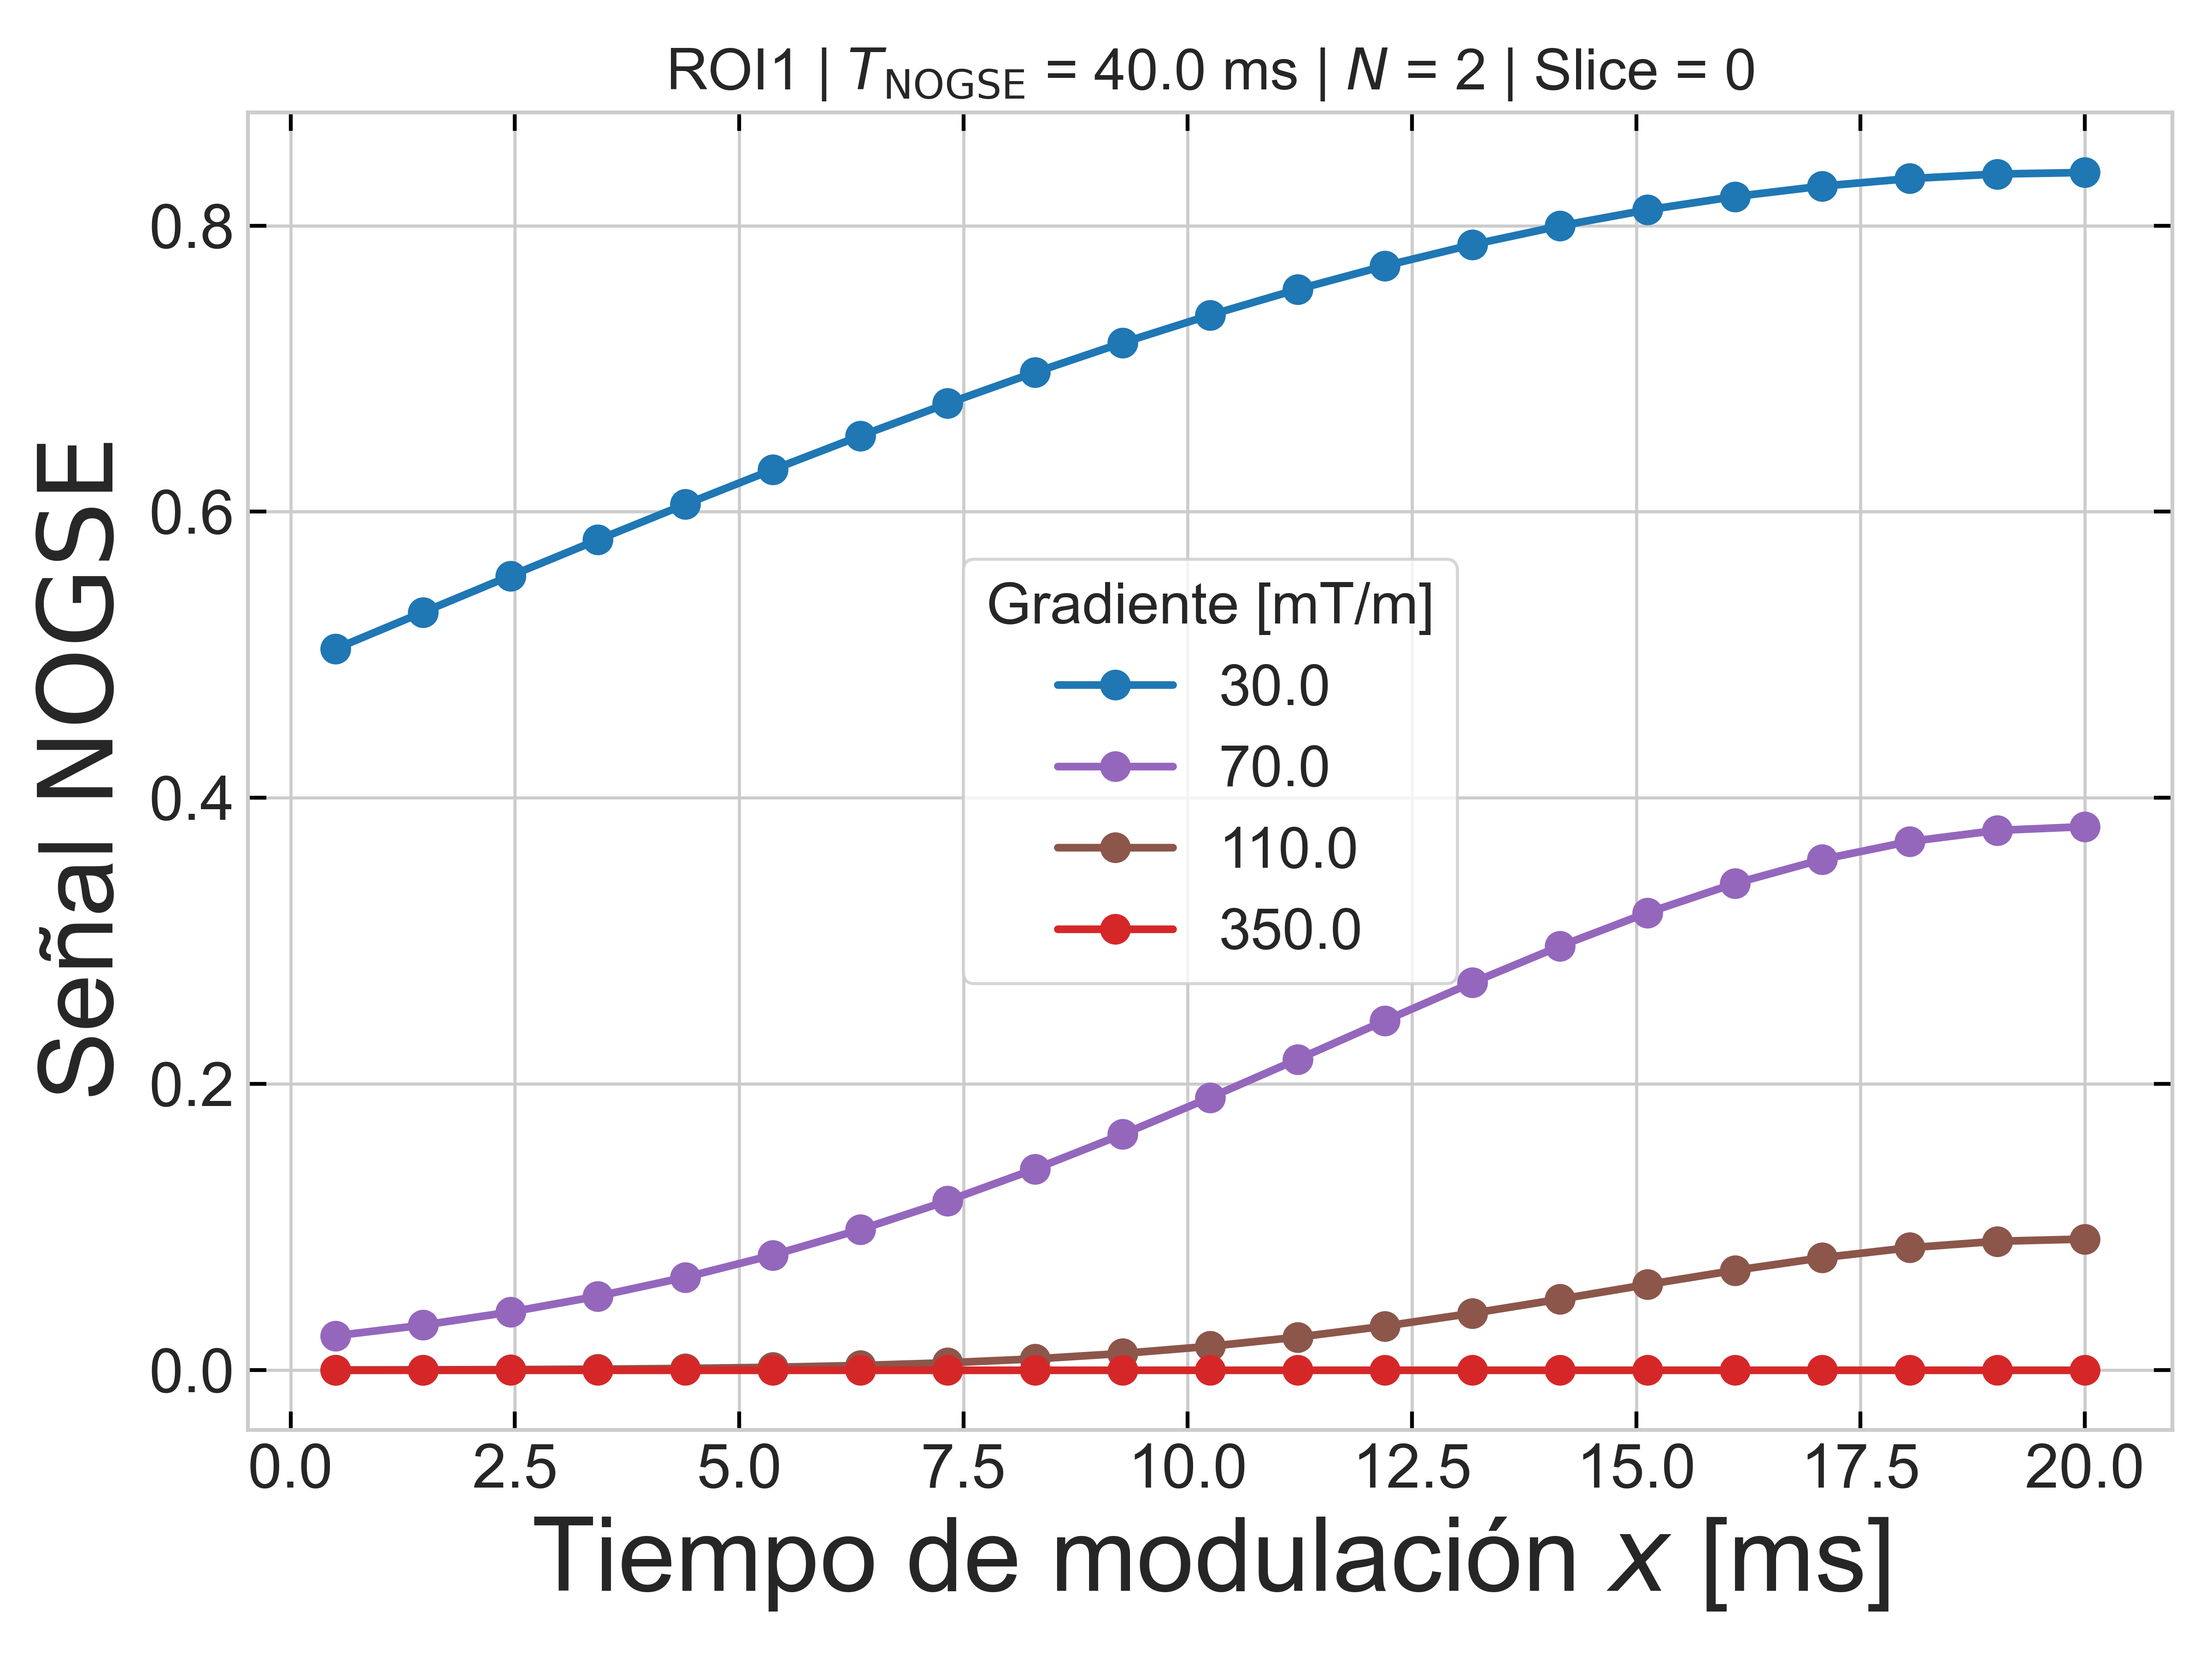 ROI1 | T_NOGSE = 40.0 ms | N = 2 | Slice = 0
Señal NOGSE
0.8
0.6
0.4
0.2
0.0
Gradiente [mT/m]
30.0
70.0
110.0
350.0
0.0 2.5 5.0 7.5 10.0 12.5 15.0 17.5 20.0
Tiempo de modulación x [ms]